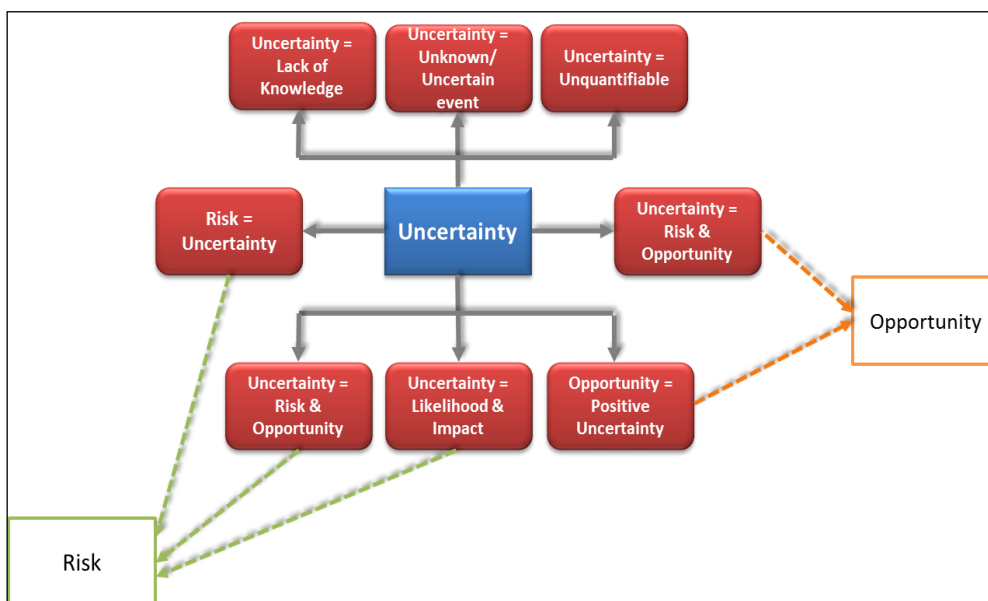 Uncertainty =
Lack of
Knowledge
Uncertainty =
Unknown/
Uncertain
event
Uncertainty =
Unquantifiable
Risk =
Uncertainty
Uncertainty
Uncertainty =
Risk &
Opportunity
Opportunity
Uncertainty =
Risk &
Opportunity
Uncertainty =
Likelihood &
Impact
Opportunity =
Positive
Uncertainty
Risk